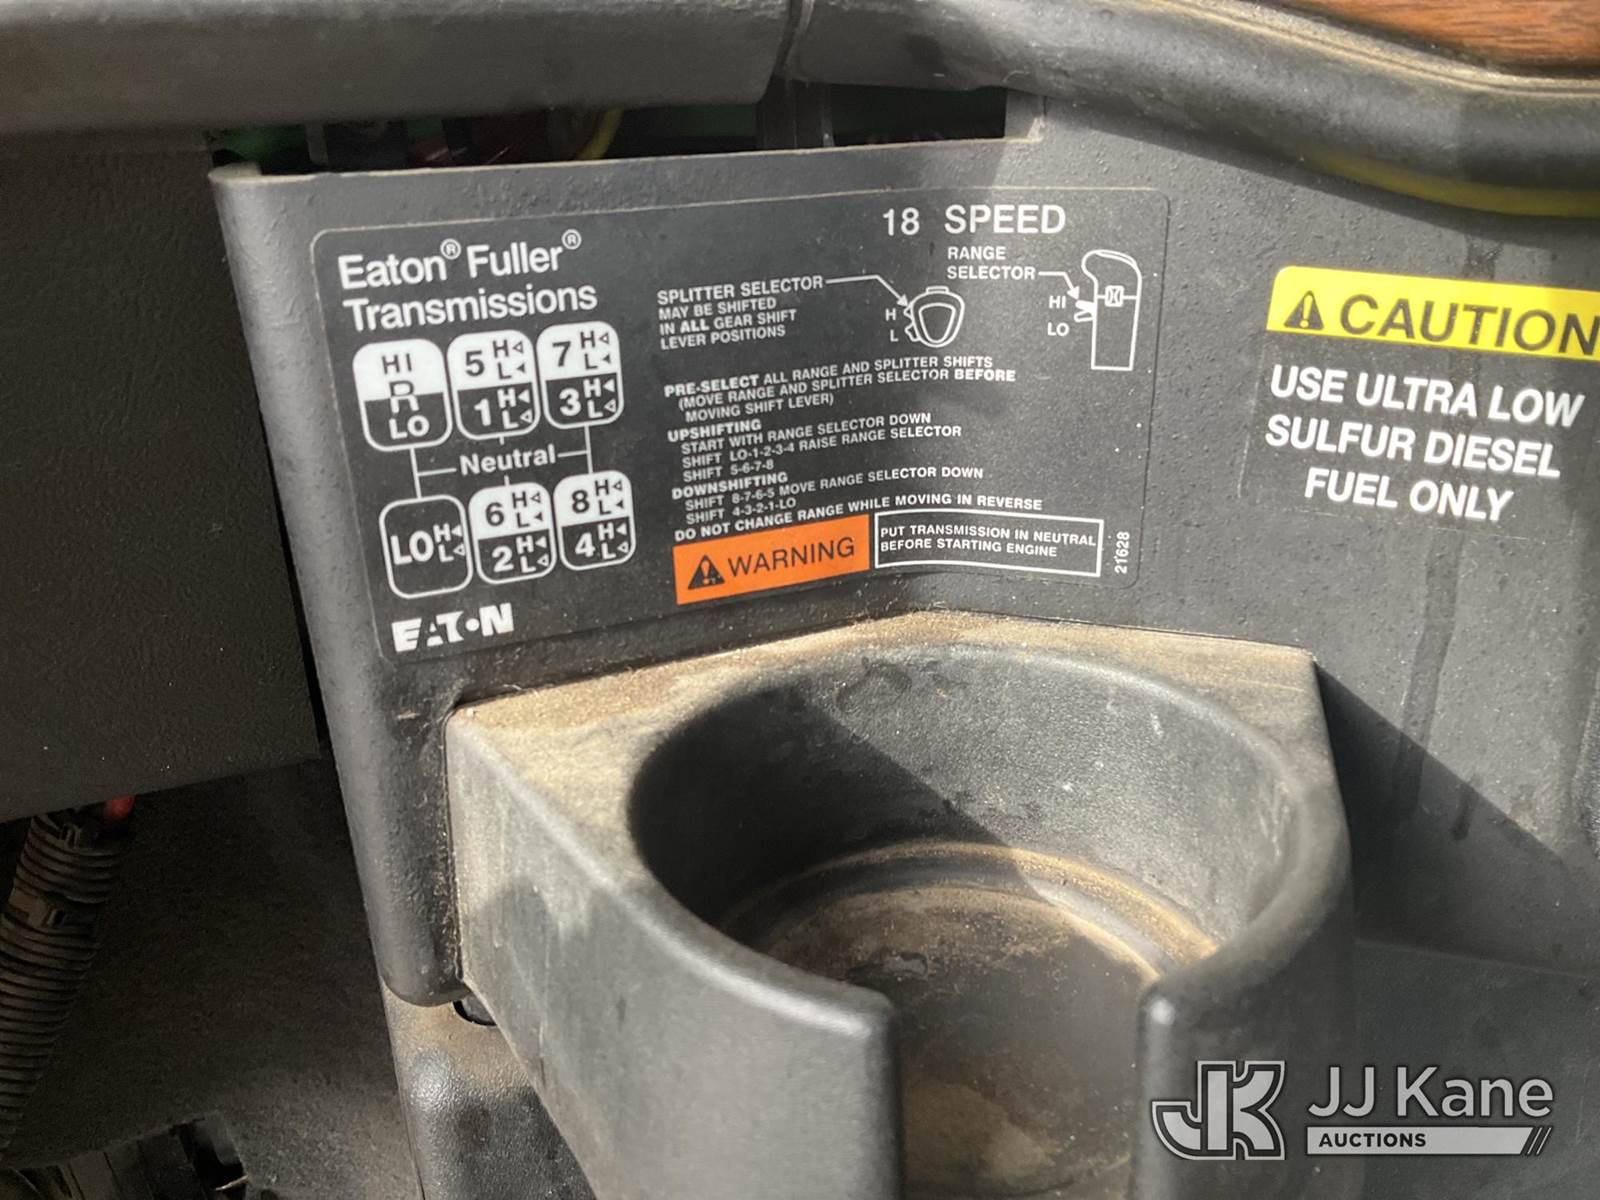 Eaton® Fuller®
Transmissions
HI
R
LO
5 H L
1 H L
7 H L
3 H L
Neutral
LO H L
6 H L
2 H L
8 H L
4 H L
EATON
18 SPEED
SPLITTER SELECTOR
MAY BE SHIFTED
IN ALL GEAR SHIFT
LEVER POSITIONS
H
L
RANGE
SELECTOR
HI
LO
PRE-SELECT ALL RANGE AND SPLITTER SHIFTS
(MOVE RANGE AND SPLITTER SELECTOR BEFORE
MOVING SHIFT LEVER)
UPSHIFTING
START WITH RANGE SELECTOR DOWN
SHIFT LO-1-2-3-4 RAISE RANGE SELECTOR
SHIFT 5-6-7-8
DOWNSHIFTING
SHIFT 8-7-6-5 MOVE RANGE SELECTOR DOWN
SHIFT 4-3-2-1-LO
DO NOT CHANGE RANGE WHILE MOVING IN REVERSE
WARNING
PUT TRANSMISSION IN NEUTRAL
BEFORE STARTING ENGINE
21628
CAUTION
USE ULTRA LOW
SULFUR DIESEL
FUEL ONLY
JK
JJ Kane
AUCTIONS